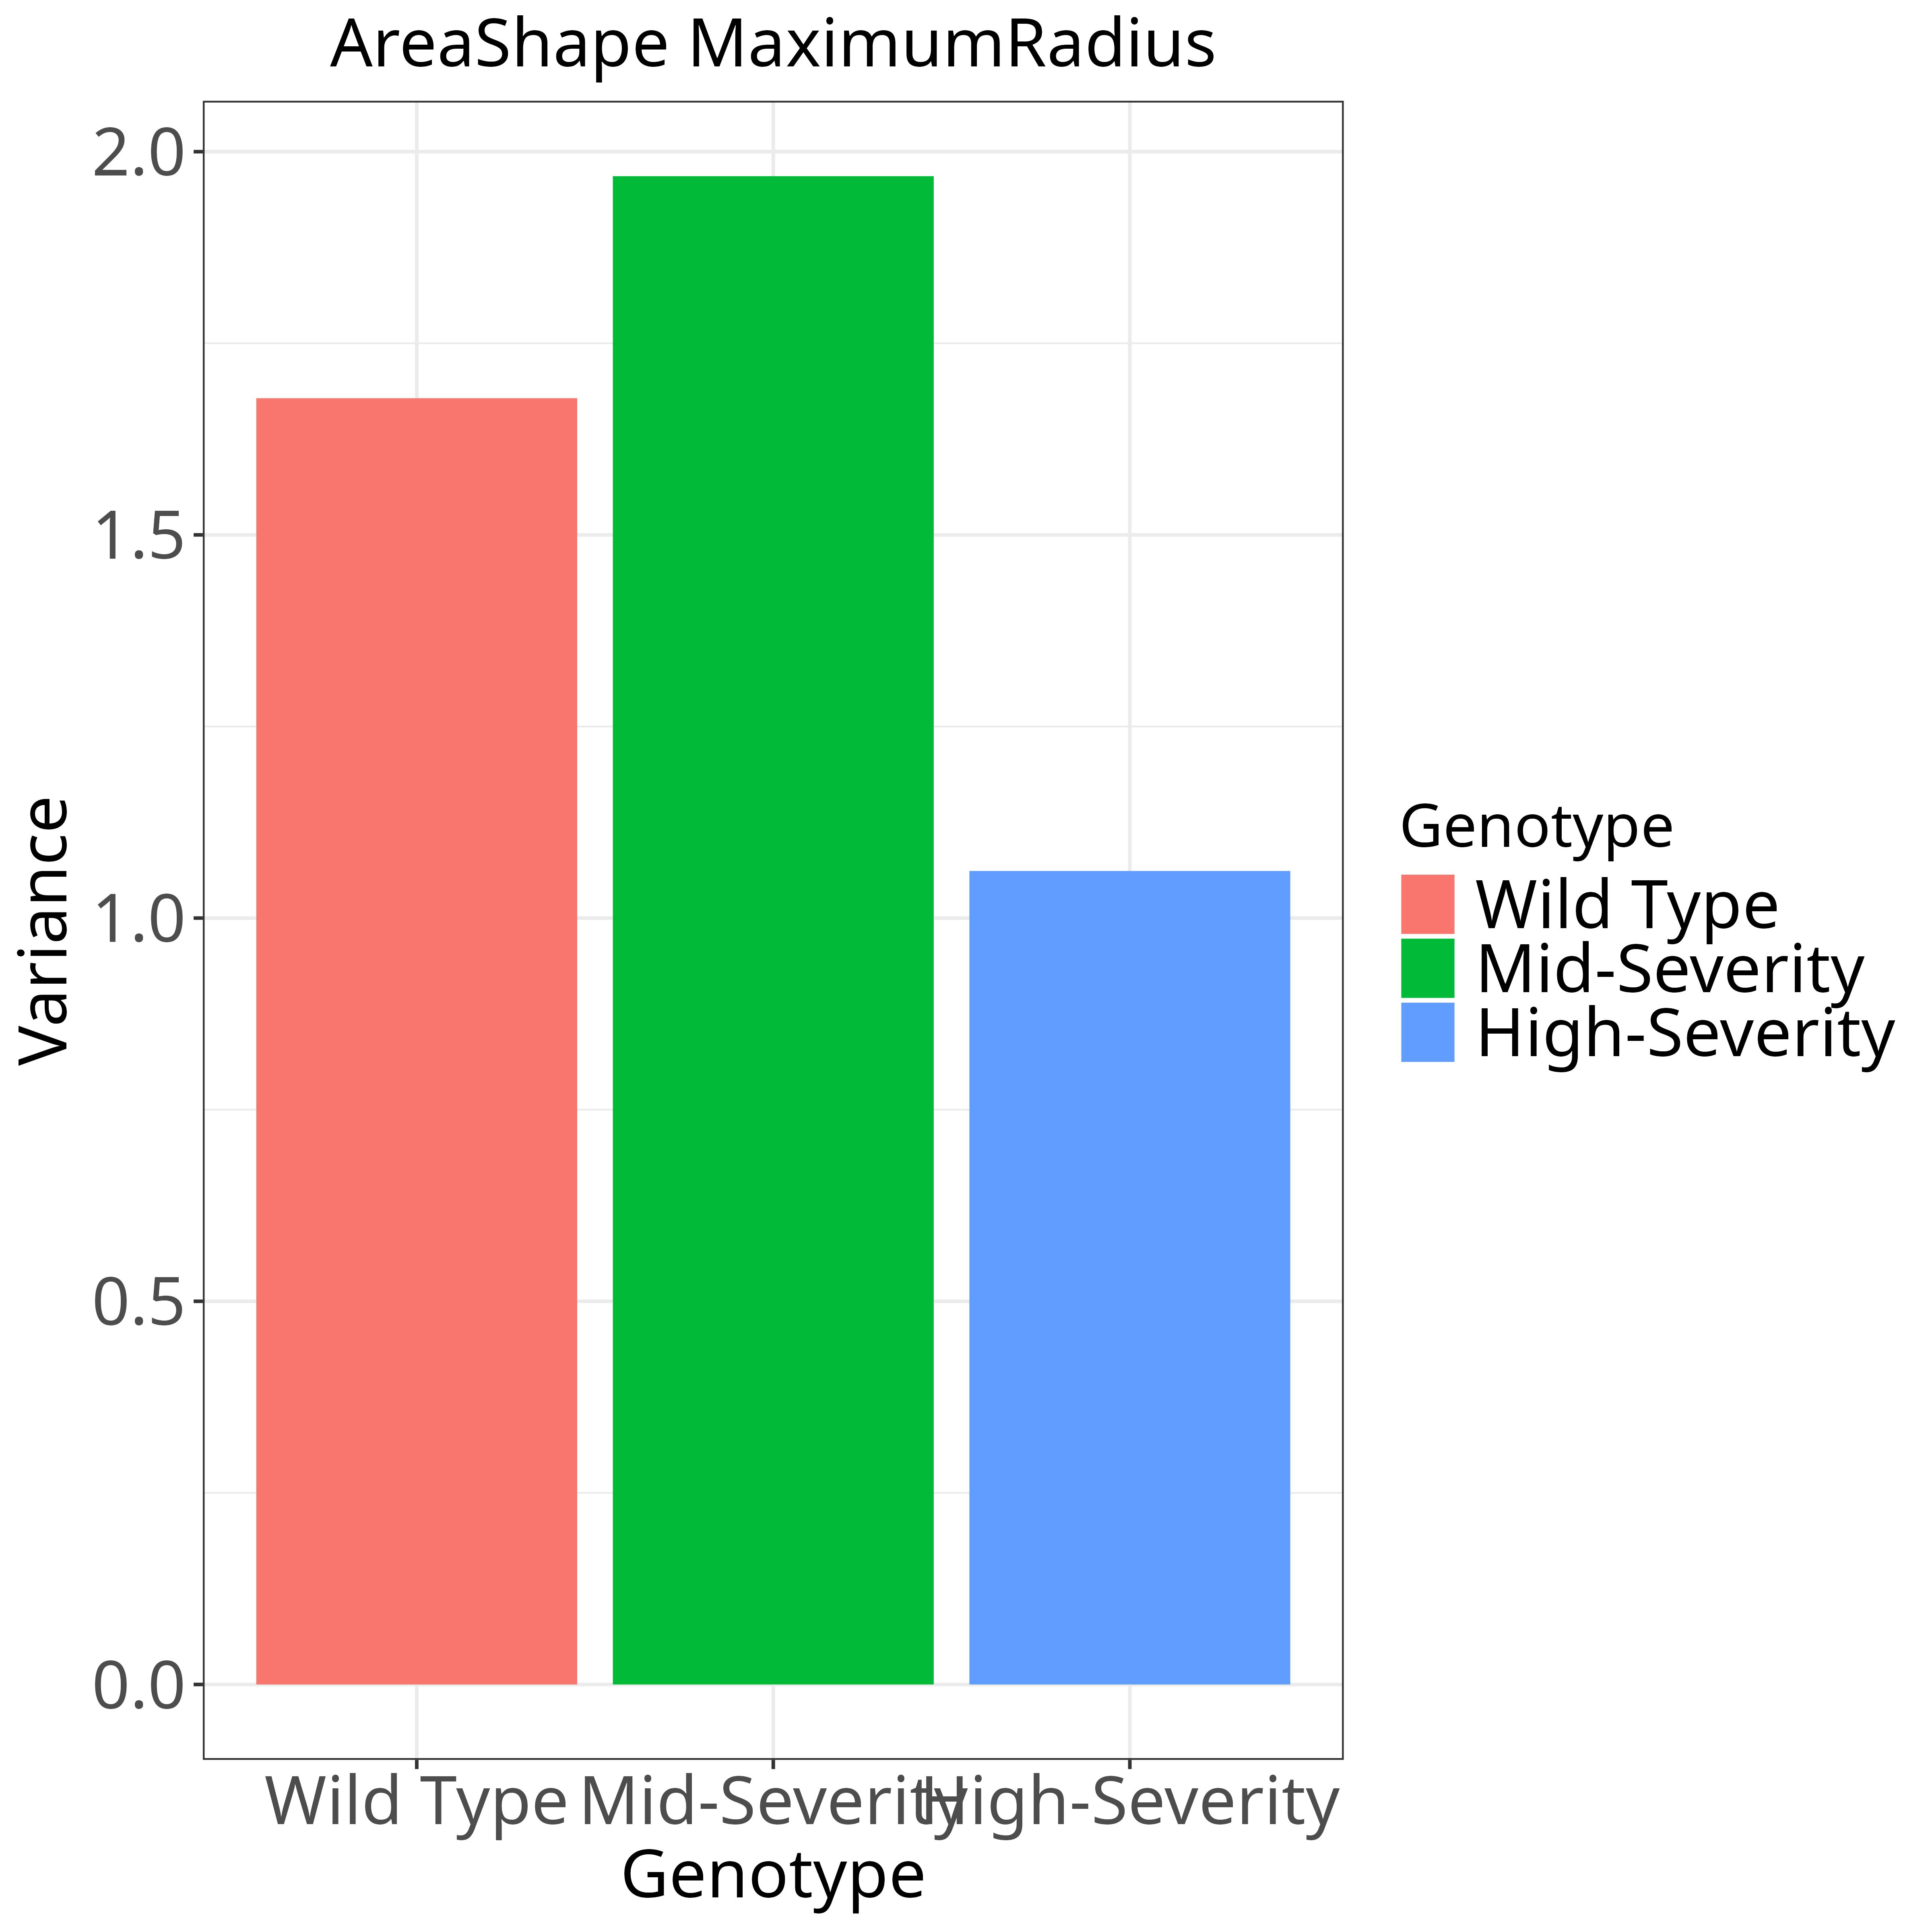 AreaShape MaximumRadius
2.0
1.5
1.0
0.5
0.0
Variance
Wild Type Mid-Severity High-Severity
Genotype
Genotype
Wild Type
Mid-Severity
High-Severity